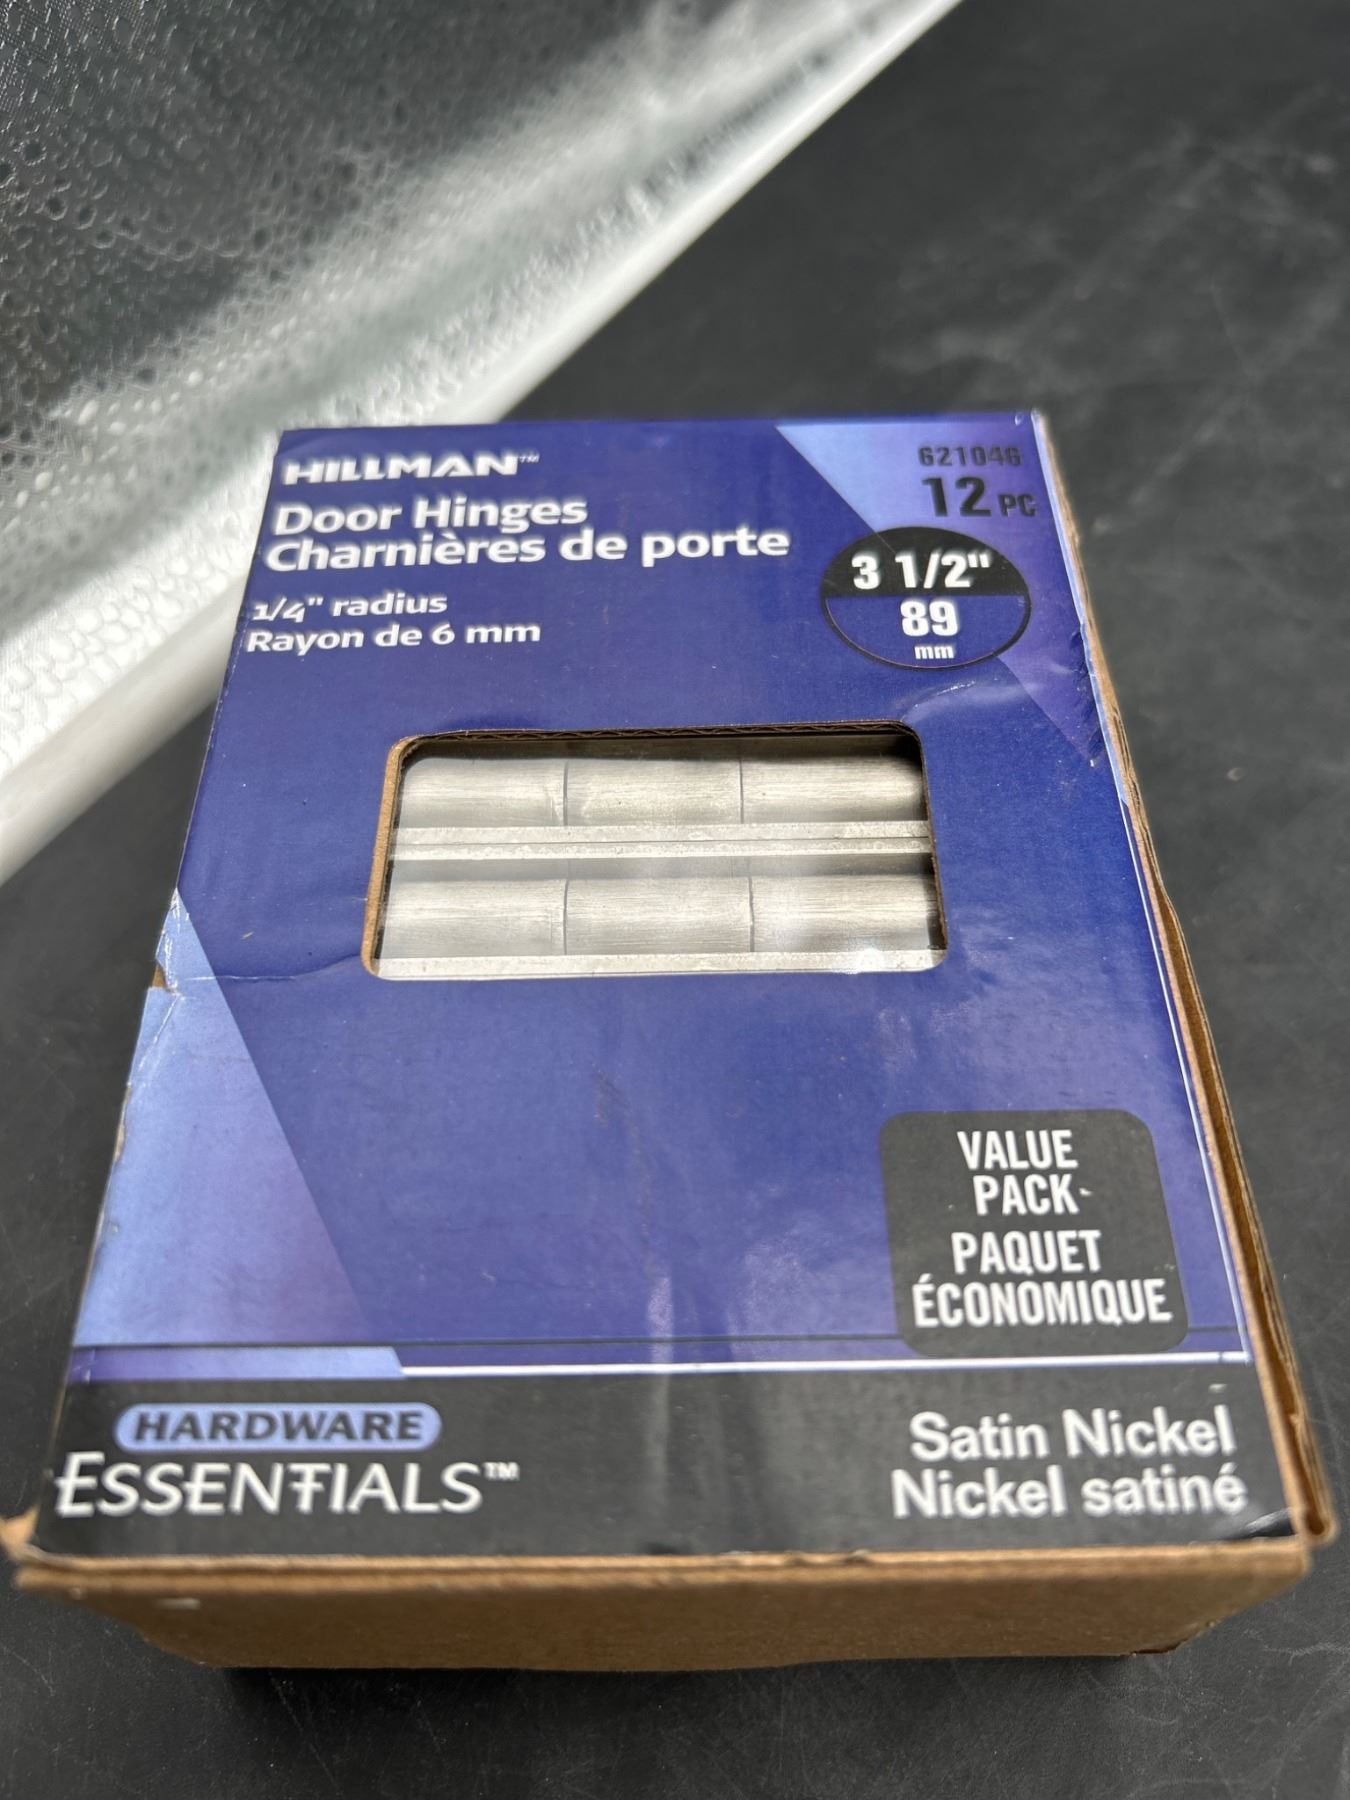 HILLMAN™
Door Hinges
Charnières de porte
1/4" radius
Rayon de 6 mm
621046
12 PC
3 1/2"
89
mm
VALUE
PACK
PAQUET
ÉCONOMIQUE
HARDWARE
ESSENTIALS™
Satin Nickel
Nickel satiné